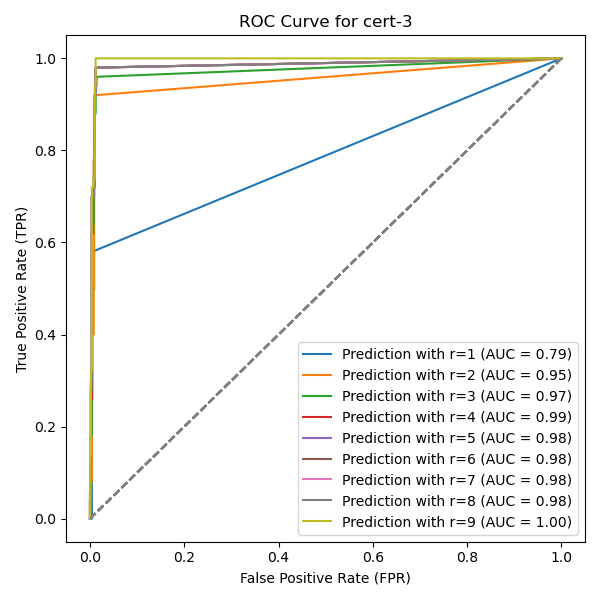 ROC Curve for cert-3
True Positive Rate (TPR)
1.0
0.8
0.6
0.4
0.2
0.0
Prediction with r=1 (AUC = 0.79)
Prediction with r=2 (AUC = 0.95)
Prediction with r=3 (AUC = 0.97)
Prediction with r=4 (AUC = 0.99)
Prediction with r=5 (AUC = 0.98)
Prediction with r=6 (AUC = 0.98)
Prediction with r=7 (AUC = 0.98)
Prediction with r=8 (AUC = 0.98)
Prediction with r=9 (AUC = 1.00)
0.0 0.2 0.4 0.6 0.8 1.0
False Positive Rate (FPR)